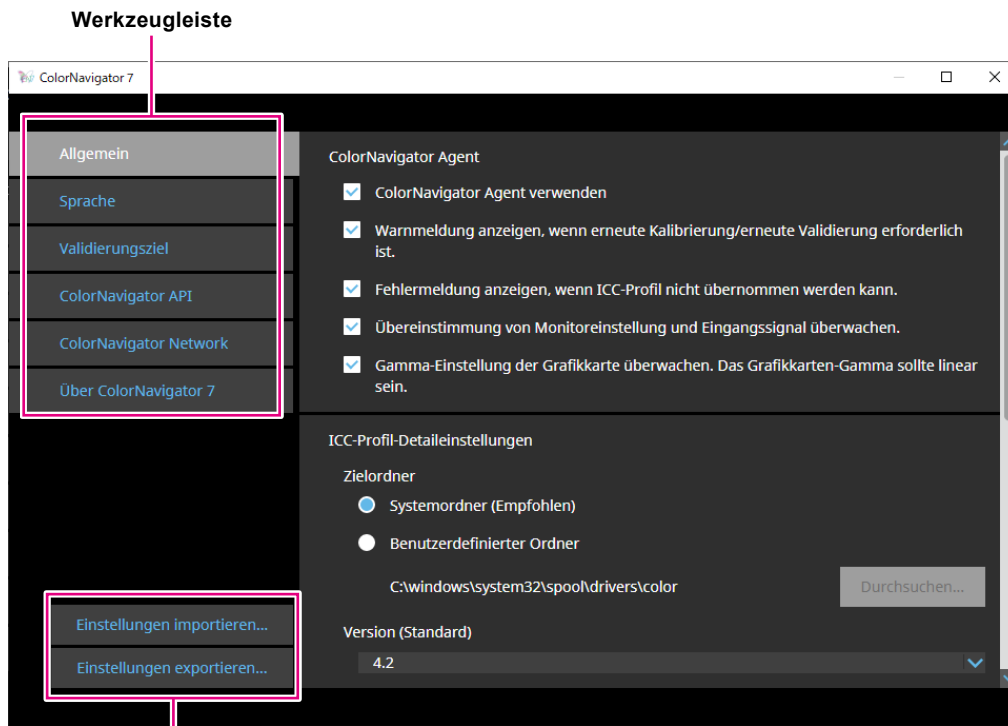 Werkzeugleiste
ColorNavigator 7
Allgemein
Sprache
Validierungsziel
ColorNavigator API
ColorNavigator Network
Über ColorNavigator 7
Einstellungen importieren...
Einstellungen exportieren...
ColorNavigator Agent
ColorNavigator Agent verwenden
Warnmeldung anzeigen, wenn erneute Kalibrierung/erneute Validierung erforderlich
ist.
Fehlermeldung anzeigen, wenn ICC-Profil nicht übernommen werden kann.
Übereinstimmung von Monitoreinstellung und Eingangssignal überwachen.
Gamma-Einstellung der Grafikkarte überwachen. Das Grafikkarten-Gamma sollte linear
sein.
ICC-Profil-Detaileinstellungen
Zielordner
Systemordner (Empfohlen)
Benutzerdefinierter Ordner
C:\windows\system32\spool\drivers\color
Durchsuchen...
Version (Standard)
4.2